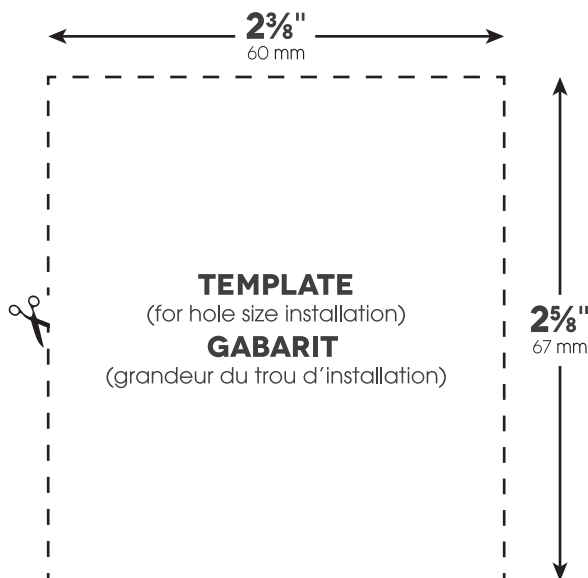 2⅜"
60 mm
TEMPLATE
(for hole size installation)
GABARIT
(grandeur du trou d’installation)
2⅝"
67 mm